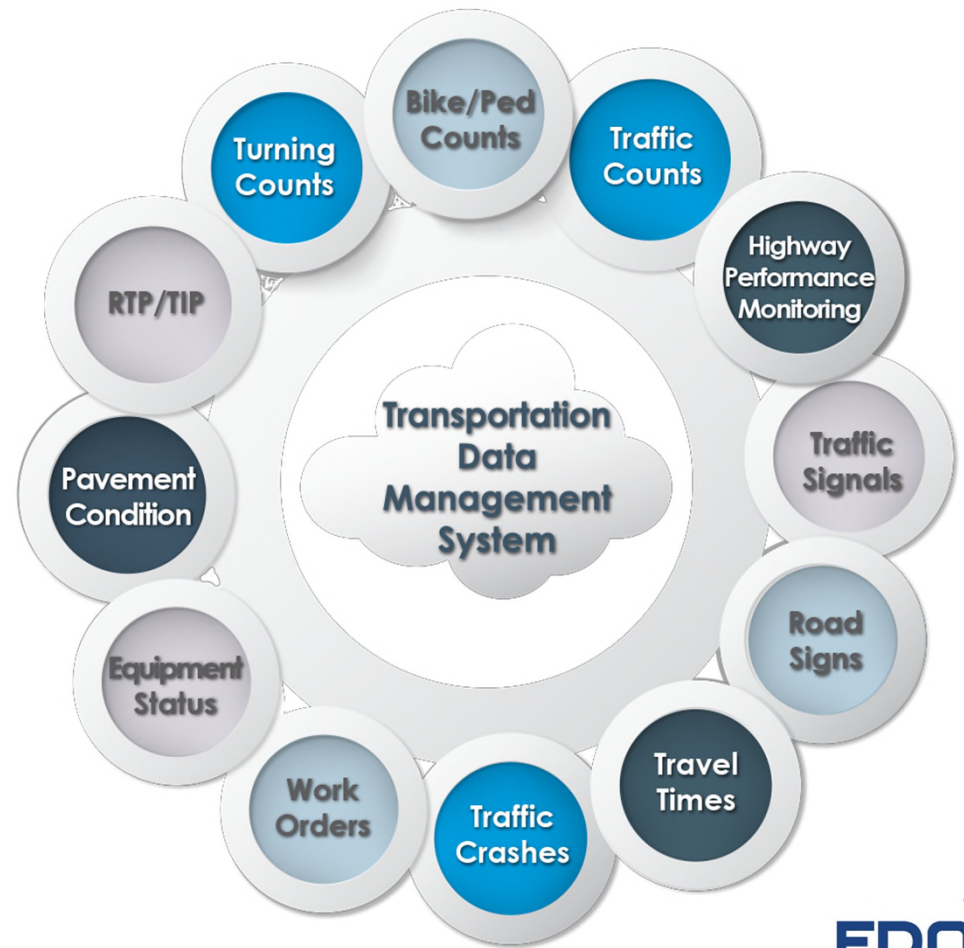 Bike/Ped
Counts
Traffic
Counts
Highway
Performance
Monitoring
Traffic
Signals
Road
Signs
Travel
Times
Traffic
Crashes
Work
Orders
Equipment
Status
Pavement
Condition
RTP/TIP
Turning
Counts
Transportation
Data
Management
System